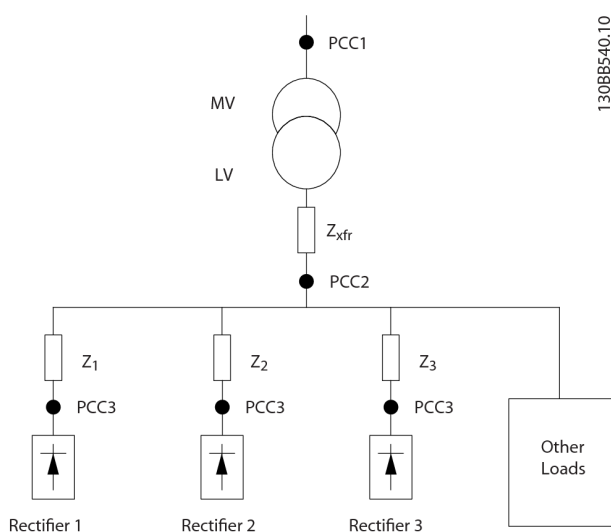 PCC1
130BB540.10
MV
LV
Zxfr
PCC2
Z1
Z2
Z3
PCC3
PCC3
PCC3
Other
Loads
Rectifier 1
Rectifier 2
Rectifier 3